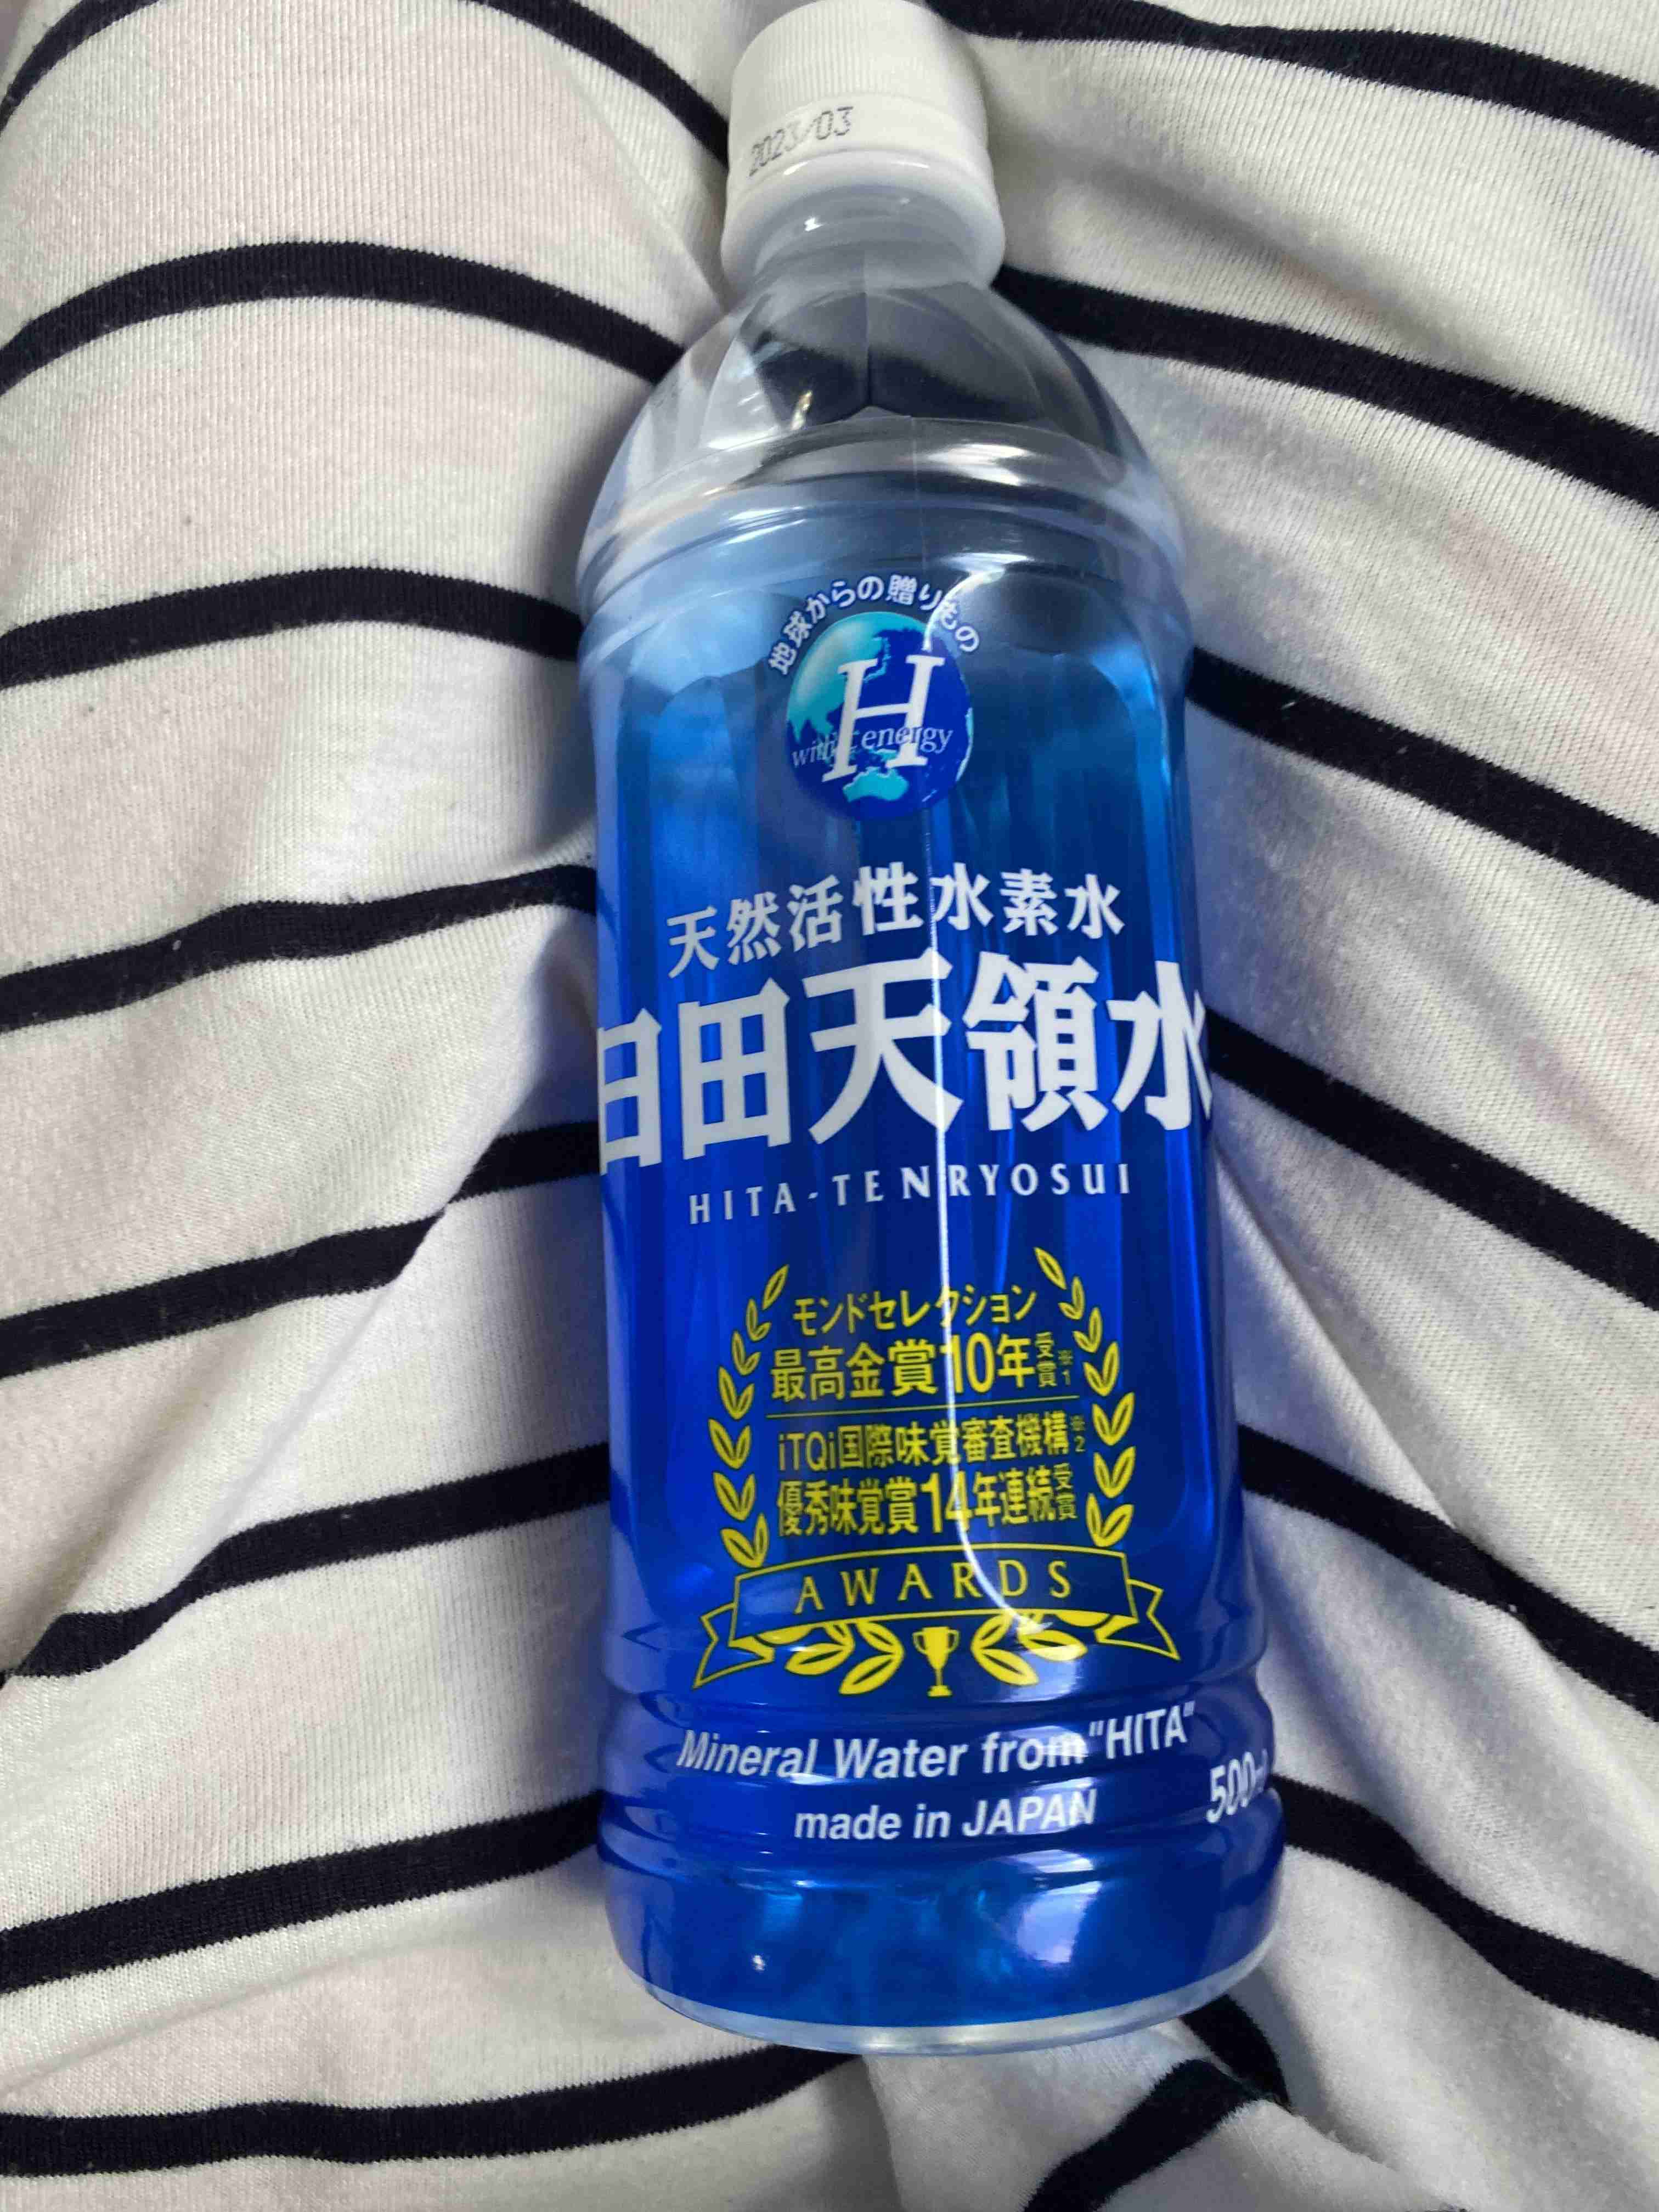 2023/03
地球からの贈りもの
H
with energy
天然活性水素水
日田天領水
HITA-TENRYOSUI
モンドセレクション
最高金賞10年受賞※1
iTQi国際味覚審査機構※2
優秀味覚賞14年連続受賞
AWARDS
Mineral Water from "HITA"
made in JAPAN
500ml